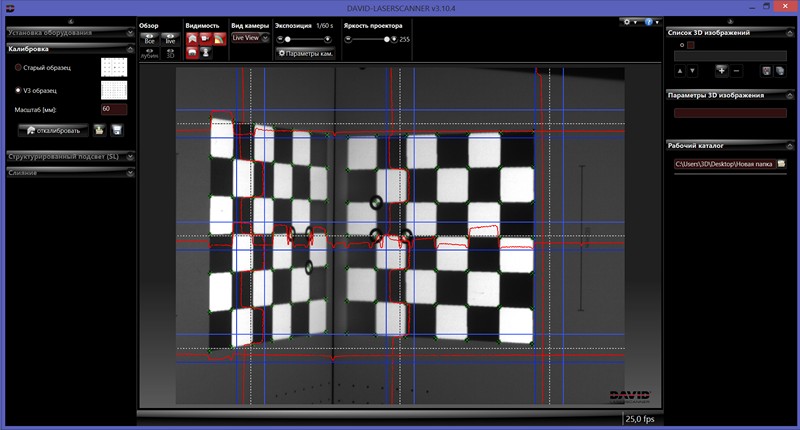 DAVID-LASERSCANNER v3.10.4
Установка оборудования
Калибровка
Старый образец
V3 образец
Масштаб [мм]:
60
откалибровать
Структурированный подсвет (SL)
Слияние
Обзор
Все
live
3D
Видимость
Вид камеры
Live View
Экспозиция 1/60 s
Параметры кам.
Яркость проектора
255
Список 3D изображений
0
Параметры 3D изображения
Рабочий каталог
C:\Users\3D\Desktop\Новая папка
DAVID
25,0 fps